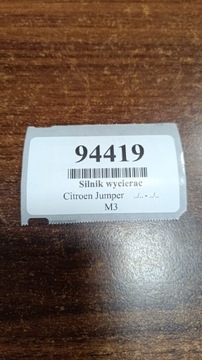 94419
Silnik wycierac
Citroen Jumper ../.. - ../..
M3